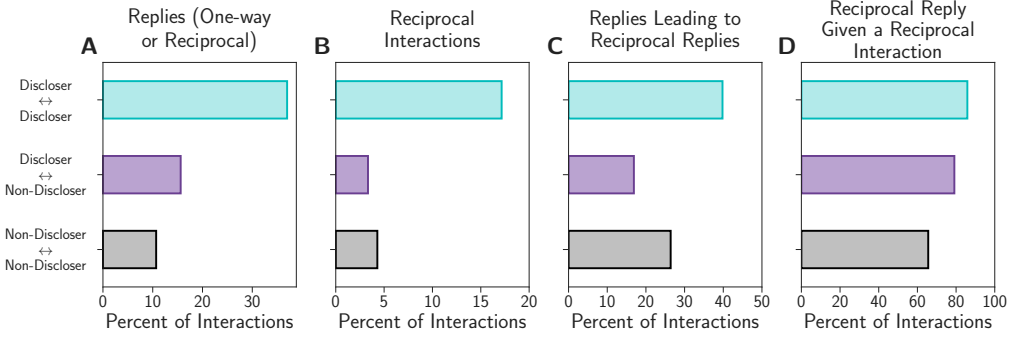 A
Replies (One-way
or Reciprocal)
B
Reciprocal
Interactions
C
Replies Leading to
Reciprocal Replies
D
Reciprocal Reply
Given a Reciprocal
Interaction
Discloser
↔
Discloser
Discloser
↔
Non-Discloser
Non-Discloser
↔
Non-Discloser
0 10 20 30
Percent of Interactions
0 5 10 15 20
Percent of Interactions
0 10 20 30 40 50
Percent of Interactions
0 20 40 60 80 100
Percent of Interactions